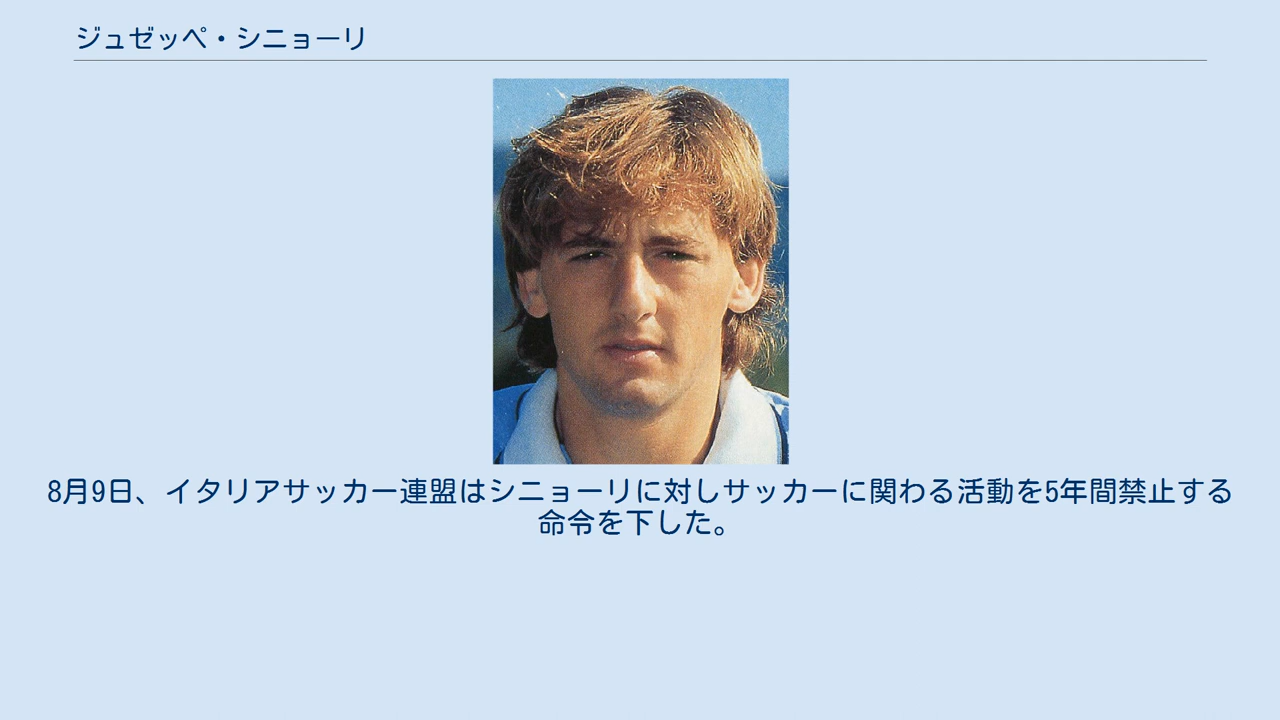 ジュゼッペ・シニョーリ
8月9日、イタリアサッカー連盟はシニョーリに対しサッカーに関わる活動を5年間禁止する
命令を下した。